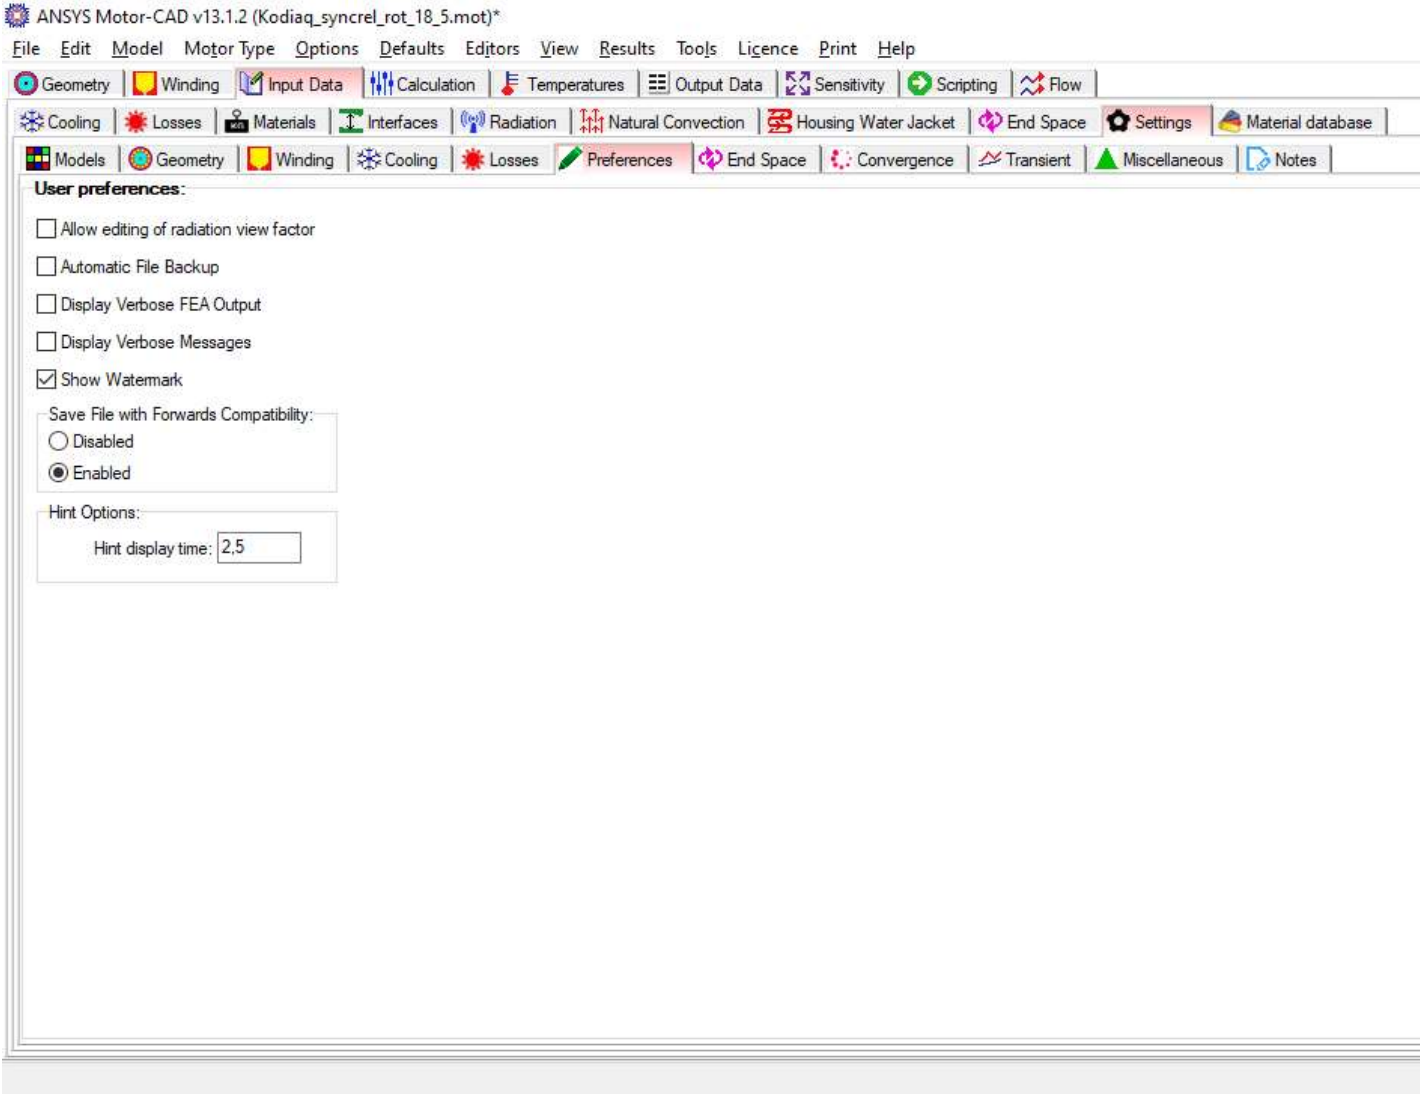 ANSYS Motor-CAD v13.1.2 (Kodiaq_syncrel_rot_18_5.mot)*
File Edit Model Motor Type Options Defaults Editors View Results Tools Licence Print Help
Geometry Winding Input Data Calculation Temperatures Output Data Sensitivity Scripting Flow
Cooling Losses Materials Interfaces Radiation Natural Convection Housing Water Jacket End Space Settings Material database
Models Geometry Winding Cooling Losses Preferences End Space Convergence Transient Miscellaneous Notes
User preferences:
Allow editing of radiation view factor
Automatic File Backup
Display Verbose FEA Output
Display Verbose Messages
Show Watermark
Save File with Forwards Compatibility:
Disabled
Enabled
Hint Options:
Hint display time: 2,5